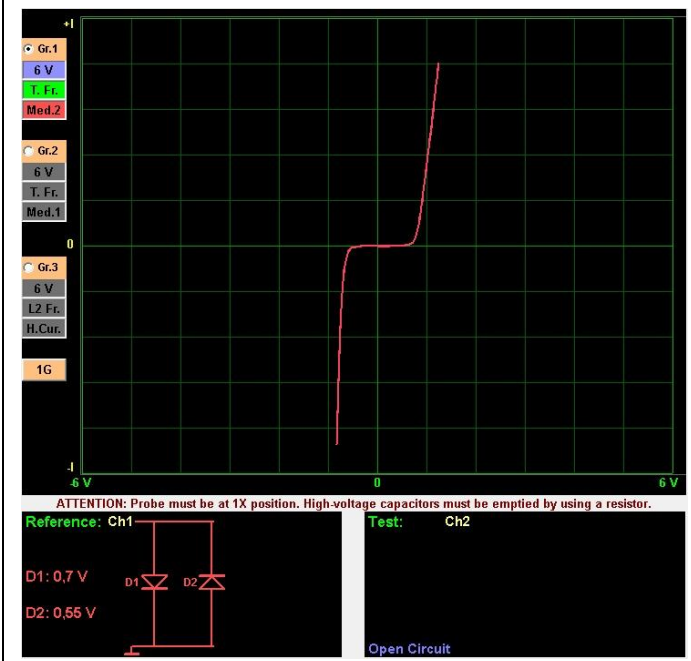 +I
Gr.1
6 V
T. Fr.
Med.2
Gr.2
6 V
T. Fr.
Med.1
0
Gr.3
6 V
L2 Fr.
H.Cur.
1G
-I
-6 V 0 6 V
ATTENTION: Probe must be at 1X position. High-voltage capacitors must be emptied by using a resistor.
Reference: Ch1
D1: 0,7 V
D1 D2
D2: 0,55 V
Test: Ch2
Open Circuit